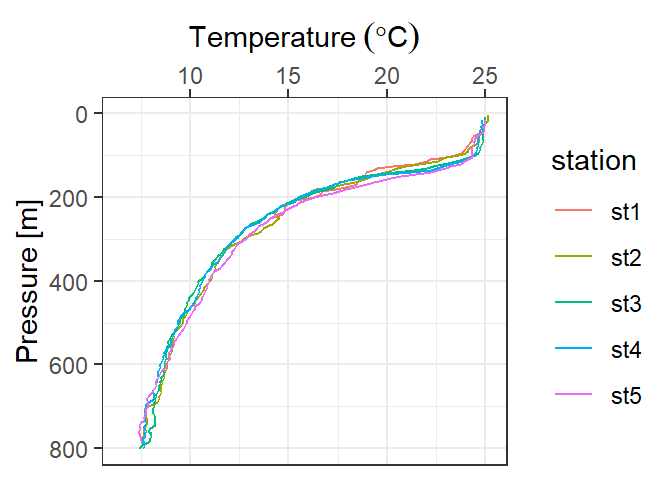 Temperature (°C)
10 15 20 25
Pressure [m]
0
200
400
600
800
station
st1
st2
st3
st4
st5